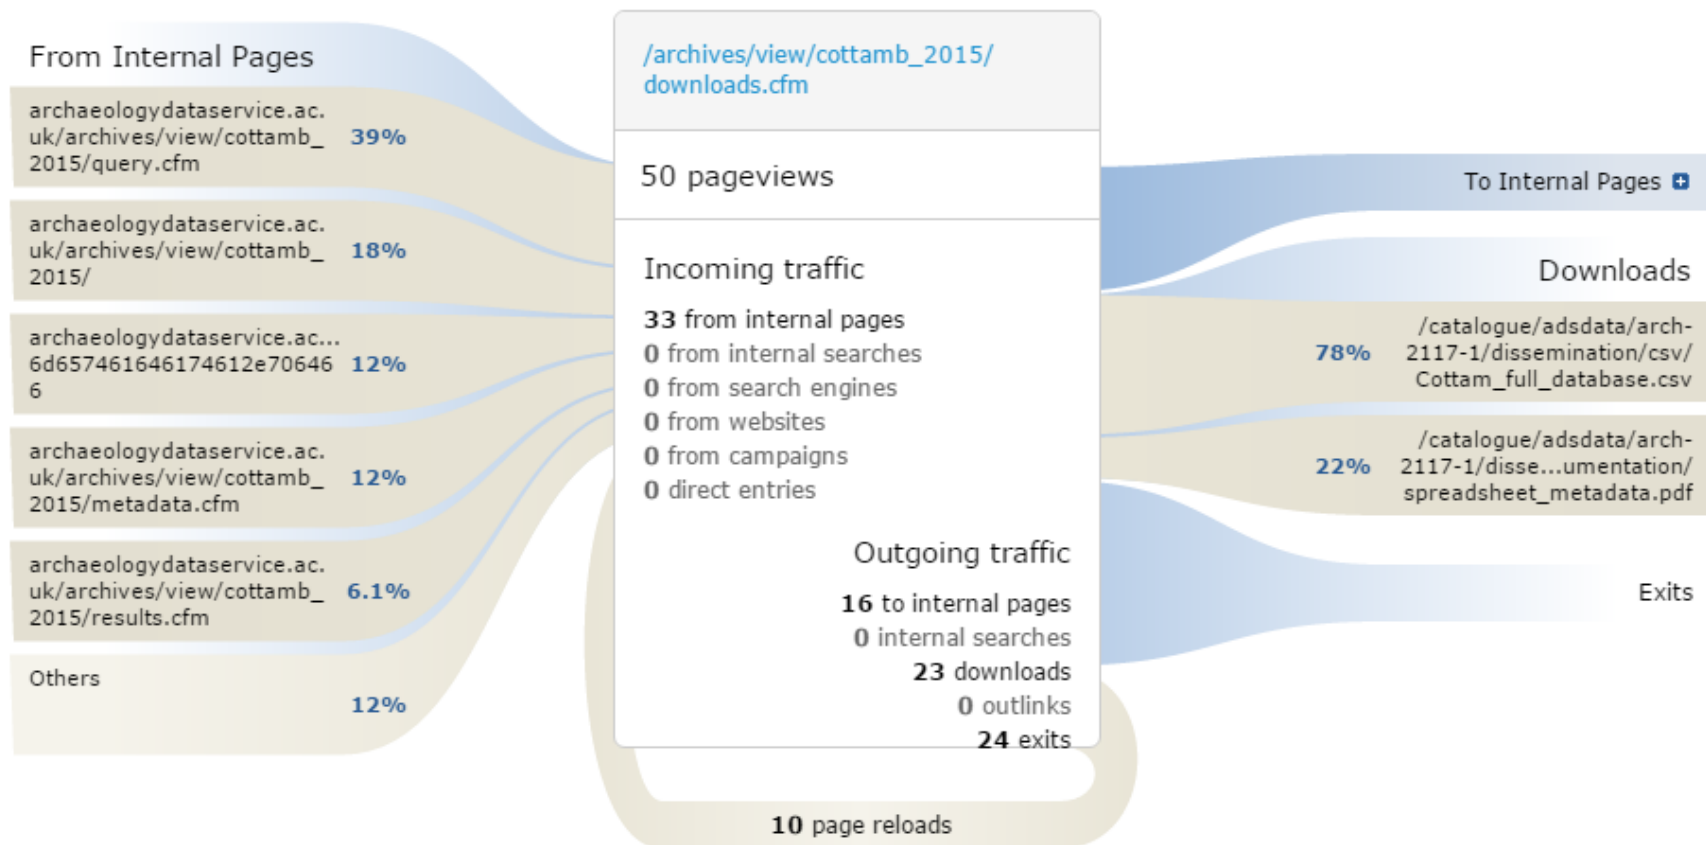 From Internal Pages
archaeologydataservice.ac.
uk/archives/view/cottamb_
2015/query.cfm
39%
archaeologydataservice.ac.
uk/archives/view/cottamb_
2015/
18%
archaeologydataservice.ac...
6d657461646174612e70646
6
12%
archaeologydataservice.ac.
uk/archives/view/cottamb_
2015/metadata.cfm
12%
archaeologydataservice.ac.
uk/archives/view/cottamb_
2015/results.cfm
6.1%
Others
12%
/archives/view/cottamb_2015/
downloads.cfm
50 pageviews
Incoming traffic
33 from internal pages
0 from internal searches
0 from search engines
0 from websites
0 from campaigns
0 direct entries
Outgoing traffic
16 to internal pages
0 internal searches
23 downloads
0 outlinks
24 exits
10 page reloads
To Internal Pages
Downloads
/catalogue/adsdata/arch-
2117-1/dissemination/csv/
Cottam_full_database.csv
78%
/catalogue/adsdata/arch-
2117-1/disse...umentation/
spreadsheet_metadata.pdf
22%
Exits